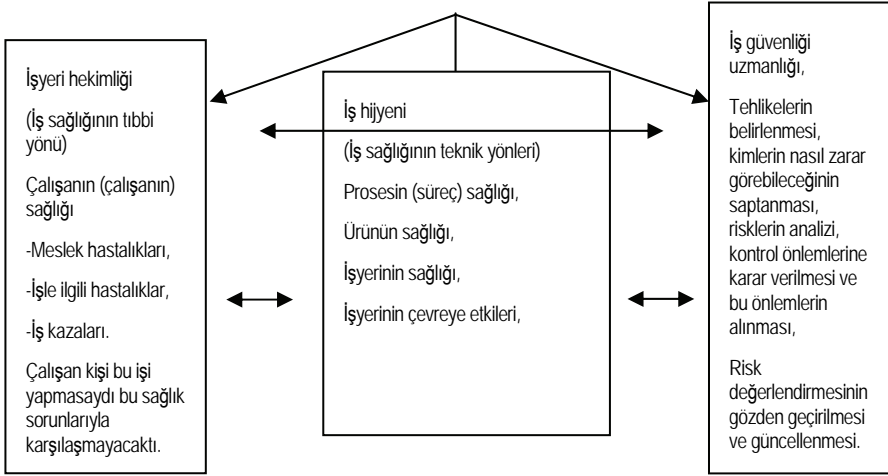 İşyeri hekimliği
(İş sağlığının tıbbi
yönü)
Çalışanın (çalışanın)
sağlığı
-Meslek hastalıkları,
-İşle ilgili hastalıklar,
-İş kazaları.
Çalışan kişi bu işi
yapmasaydı bu sağlık
sorunlarıyla
karşılaşmayacaktı.
İş hijyeni
(İş sağlığının teknik yönleri)
Prosesin (süreç) sağlığı,
Ürünün sağlığı,
İşyerinin sağlığı,
İşyerinin çevreye etkileri,
İş güvenliği
uzmanlığı,
Tehlikelerin
belirlenmesi,
kimlerin nasıl zarar
görebileceğinin
saptanması,
risklerin analizi,
kontrol önlemlerine
karar verilmesi ve
bu önlemlerin
alınması,
Risk
değerlendirmesinin
gözden geçirilmesi
ve güncellenmesi.